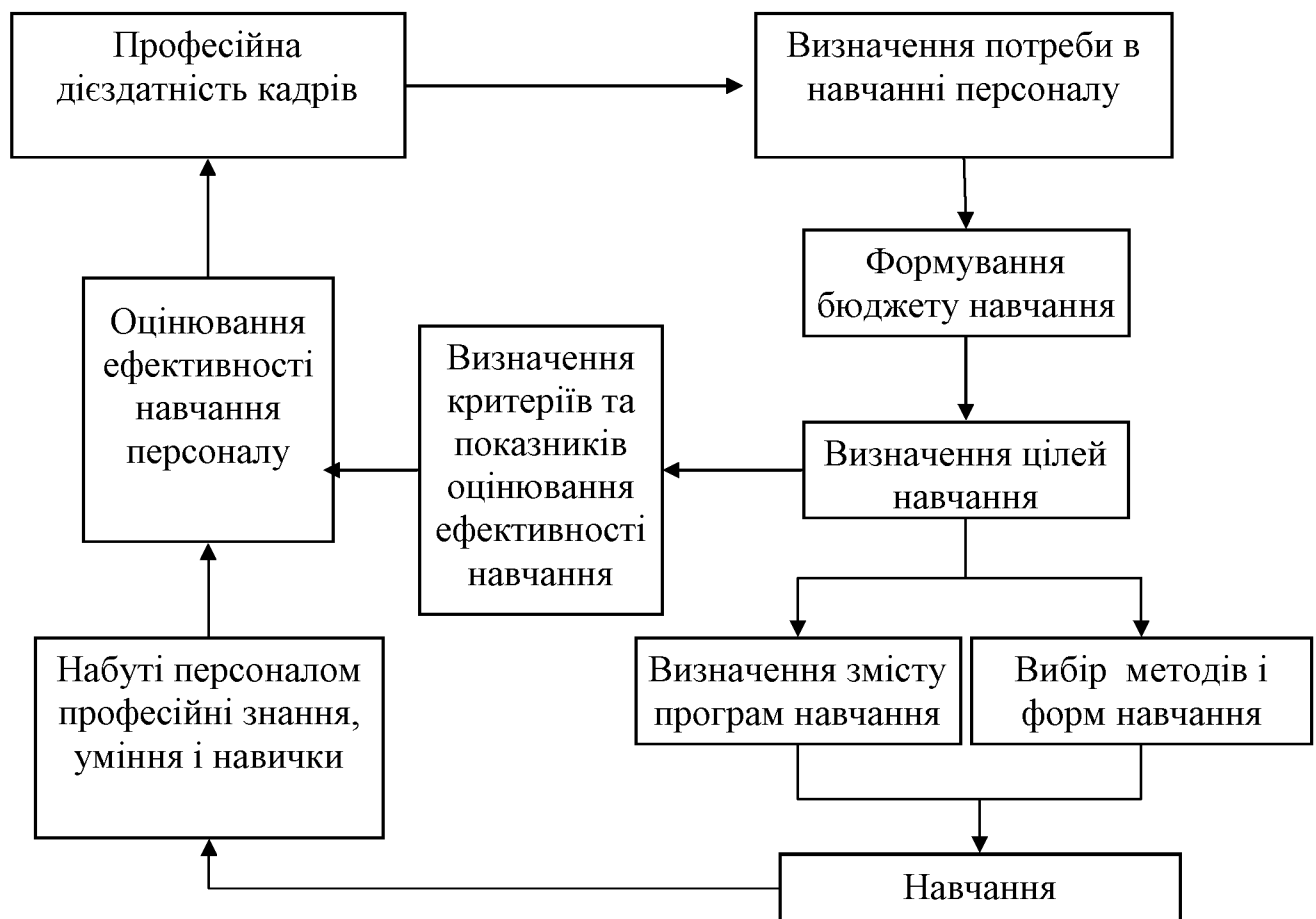 Професійна
дієздатність кадрів
Визначення потреби в
навчанні персоналу
Формування
бюджету навчання
Оцінювання
ефективності
навчання
персоналу
Визначення
критеріїв та
показників
оцінювання
ефективності
навчання
Визначення цілей
навчання
Набуті персоналом
професійні знання,
уміння і навички
Визначення змісту
програм навчання
Вибір методів і
форм навчання
Навчання